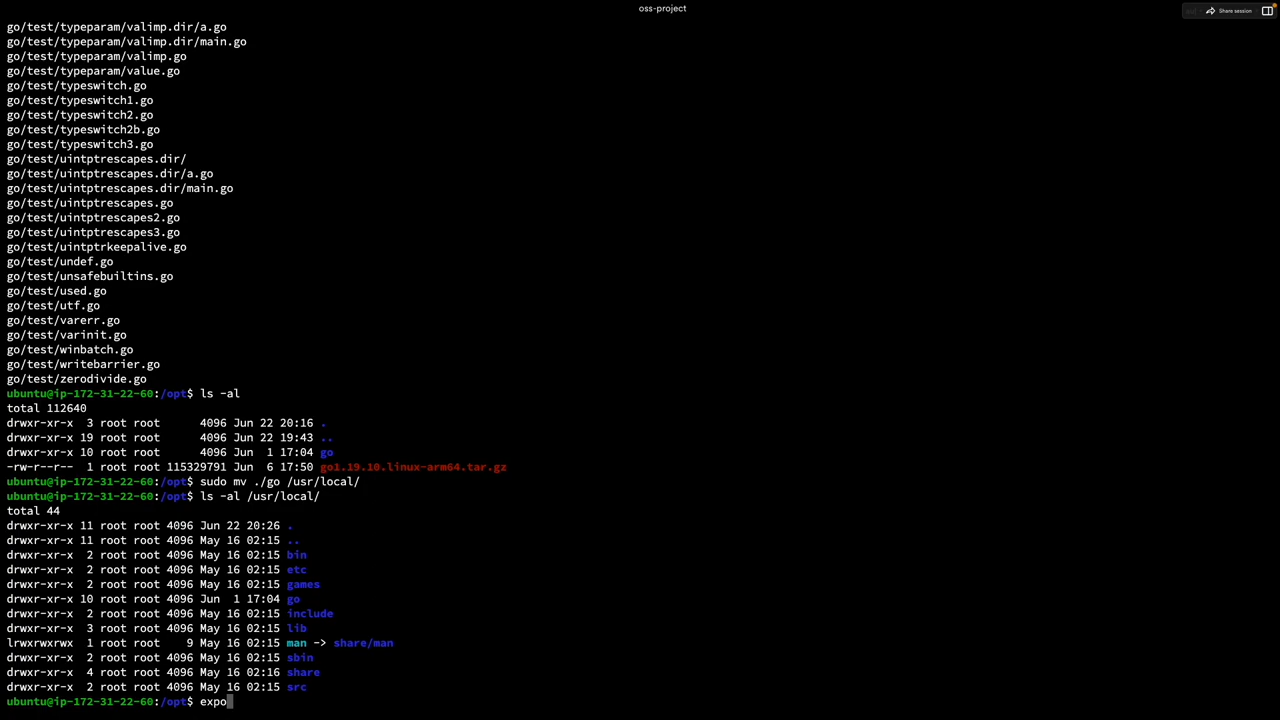 oss-project
Share session
go/test/typeparam/valimp.dir/a.go
go/test/typeparam/valimp.dir/main.go
go/test/typeparam/valimp.go
go/test/typeparam/value.go
go/test/typeswitch.go
go/test/typeswitch1.go
go/test/typeswitch2.go
go/test/typeswitch2b.go
go/test/typeswitch3.go
go/test/uintptrescapes.dir/
go/test/uintptrescapes.dir/a.go
go/test/uintptrescapes.dir/main.go
go/test/uintptrescapes.go
go/test/uintptrescapes2.go
go/test/uintptrescapes3.go
go/test/uintptrkeepalive.go
go/test/undef.go
go/test/unsafebuiltins.go
go/test/used.go
go/test/utf.go
go/test/varerr.go
go/test/varinit.go
go/test/winbatch.go
go/test/writebarrier.go
go/test/zerodivide.go
ubuntu@ip-172-31-22-60:/opt$ ls -al
total 112640
drwxr-xr-x  3 root root      4096 Jun 22 20:16 .
drwxr-xr-x 19 root root      4096 Jun 22 19:43 ..
drwxr-xr-x 10 root root      4096 Jun  1 17:04 go
-rw-r--r--  1 root root 115329791 Jun  6 17:50 go1.19.10.linux-arm64.tar.gz
ubuntu@ip-172-31-22-60:/opt$ sudo mv ./go /usr/local/
ubuntu@ip-172-31-22-60:/opt$ ls -al /usr/local/
total 44
drwxr-xr-x 11 root root 4096 Jun 22 20:26 .
drwxr-xr-x 11 root root 4096 May 16 02:15 ..
drwxr-xr-x  2 root root 4096 May 16 02:15 bin
drwxr-xr-x  2 root root 4096 May 16 02:15 etc
drwxr-xr-x  2 root root 4096 May 16 02:15 games
drwxr-xr-x 10 root root 4096 Jun  1 17:04 go
drwxr-xr-x  2 root root 4096 May 16 02:15 include
drwxr-xr-x  3 root root 4096 May 16 02:15 lib
lrwxrwxrwx  1 root root    9 May 16 02:15 man -> share/man
drwxr-xr-x  2 root root 4096 May 16 02:15 sbin
drwxr-xr-x  4 root root 4096 May 16 02:16 share
drwxr-xr-x  2 root root 4096 May 16 02:15 src
ubuntu@ip-172-31-22-60:/opt$ expo